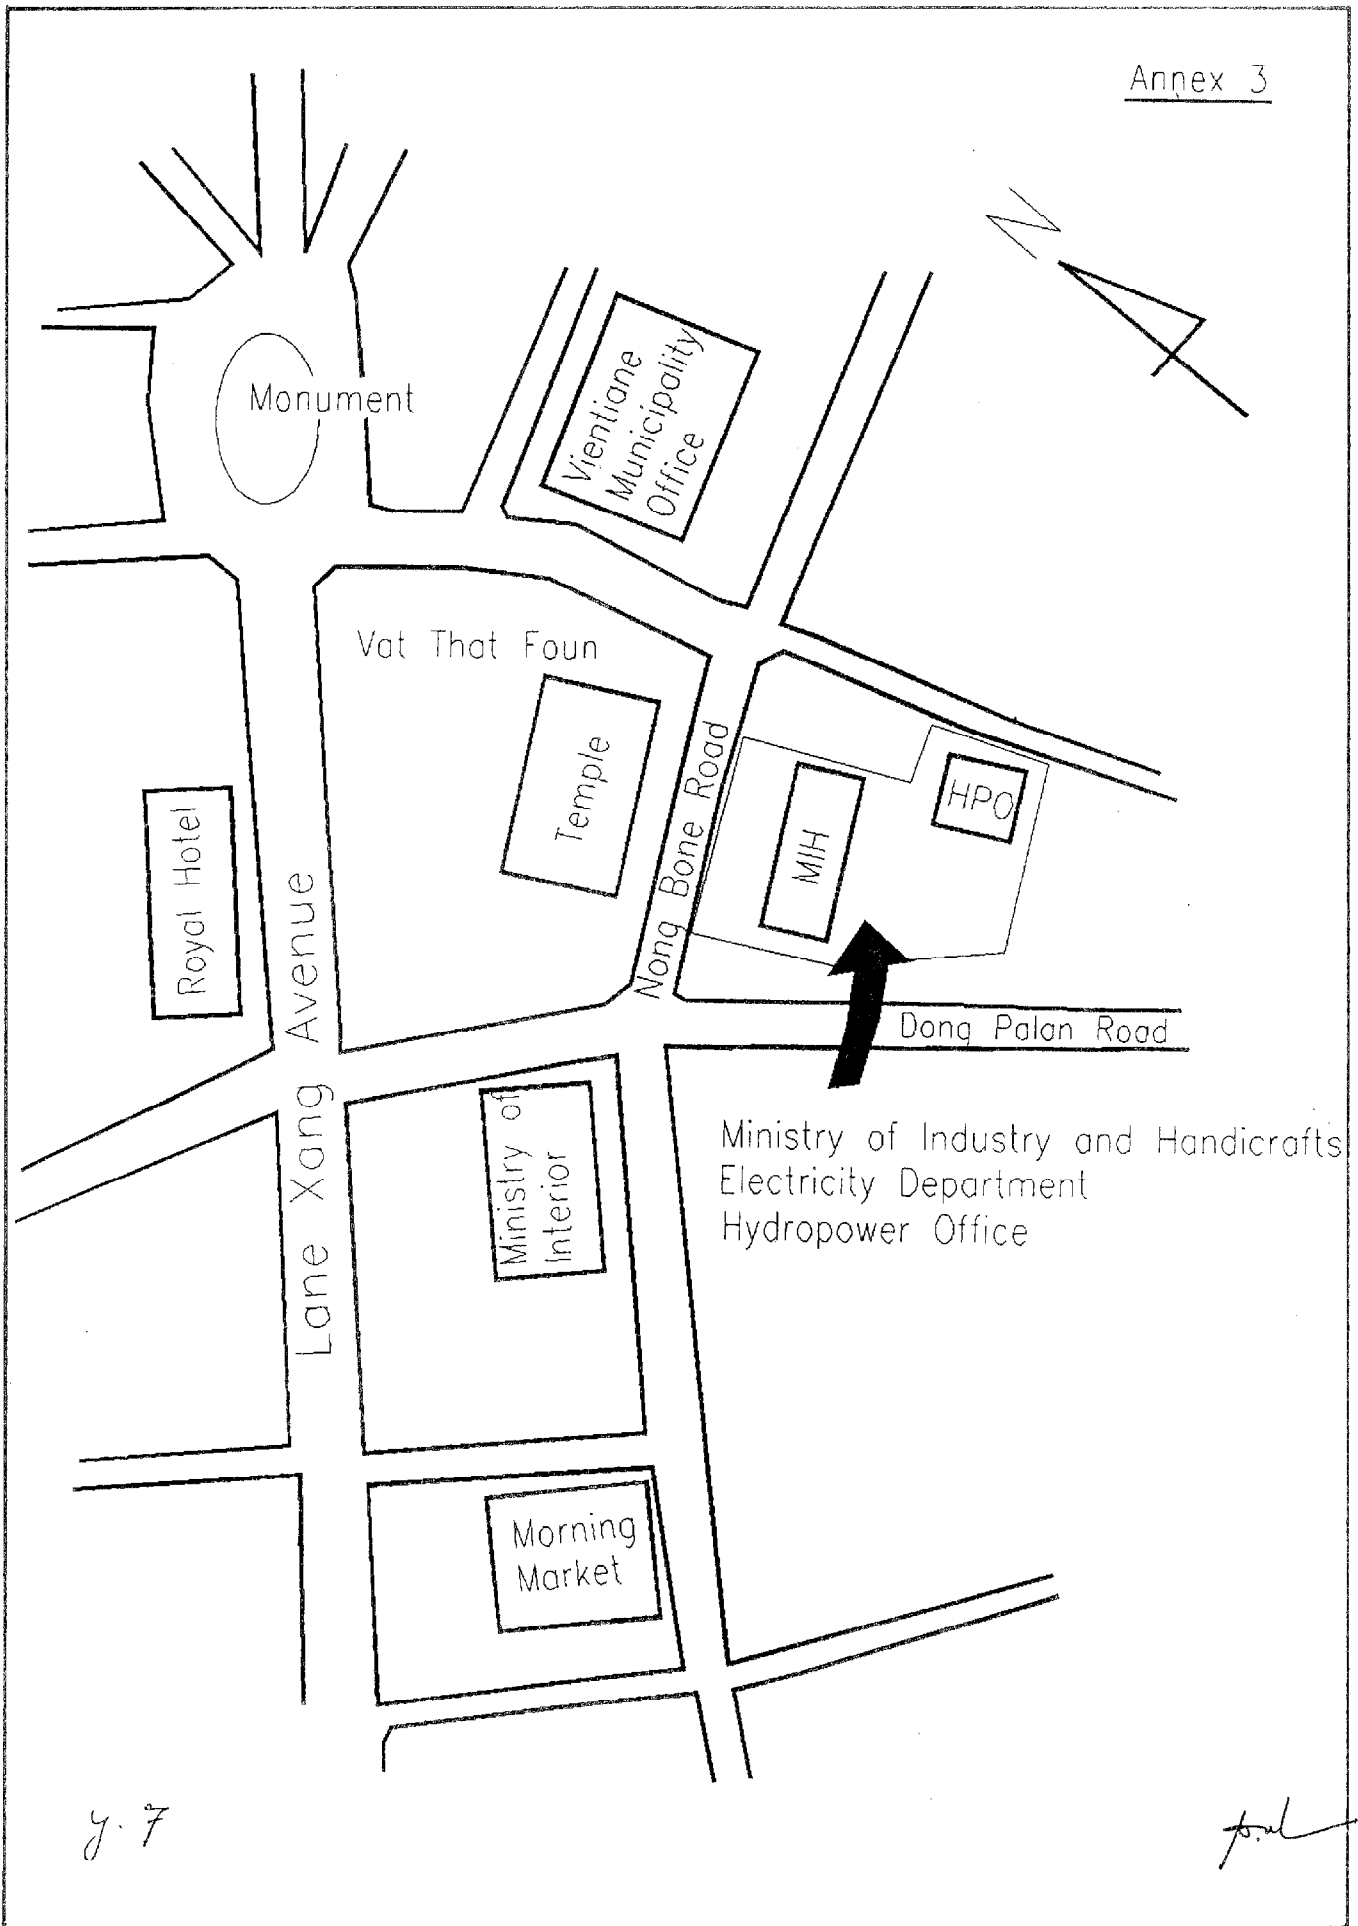 Annex 3
N
Monument
Vientiane
Municipality
Office
Vat That Foun
Temple
Nong Bone Road
HPO
MIH
Royal Hotel
Lane Xang Avenue
Dong Palan Road
Ministry of
Interior
Ministry of Industry and Handicrafts
Electricity Department
Hydropower Office
Morning
Market
y. 7